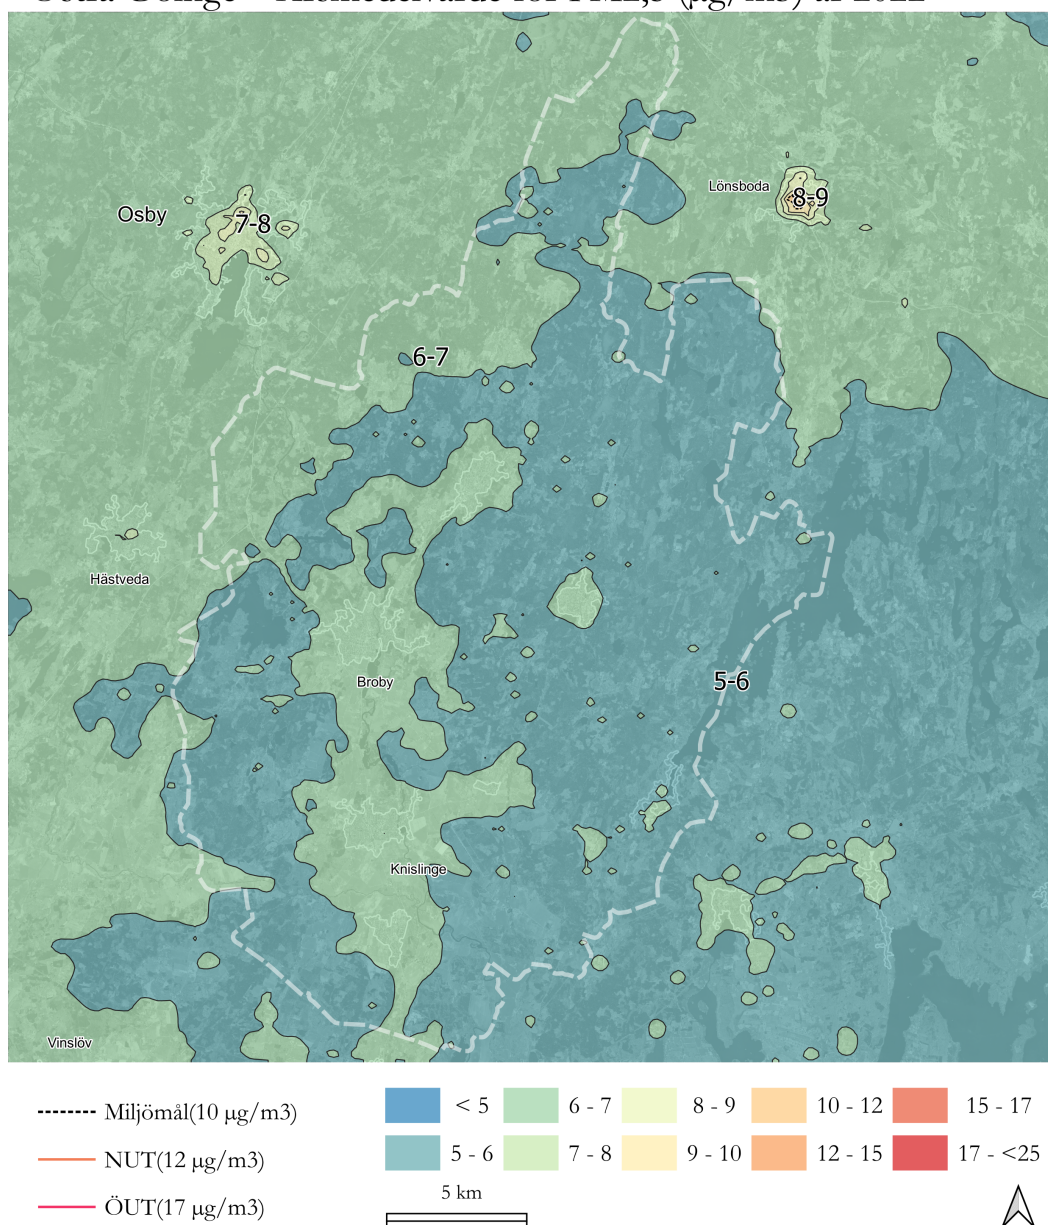 Lönsboda
8-9
Osby
7-8
6-7
Hästveda
5-6
Broby
Knislinge
Vinslöv
Miljömål(10 µg/m3)
NUT(12 µg/m3)
ÖUT(17 µg/m3)
< 5
6 - 7
8 - 9
10 - 12
15 - 17
5 - 6
7 - 8
9 - 10
12 - 15
17 - <25
5 km